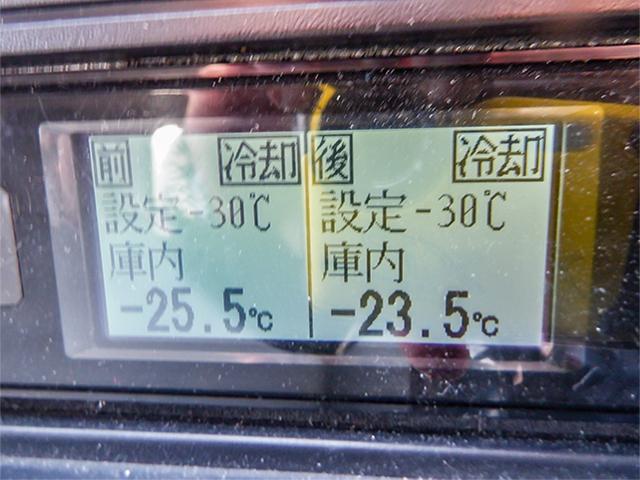 前 冷却 後 冷却
設定-30℃ 設定-30℃
庫内 庫内
-25.5℃ -23.5℃